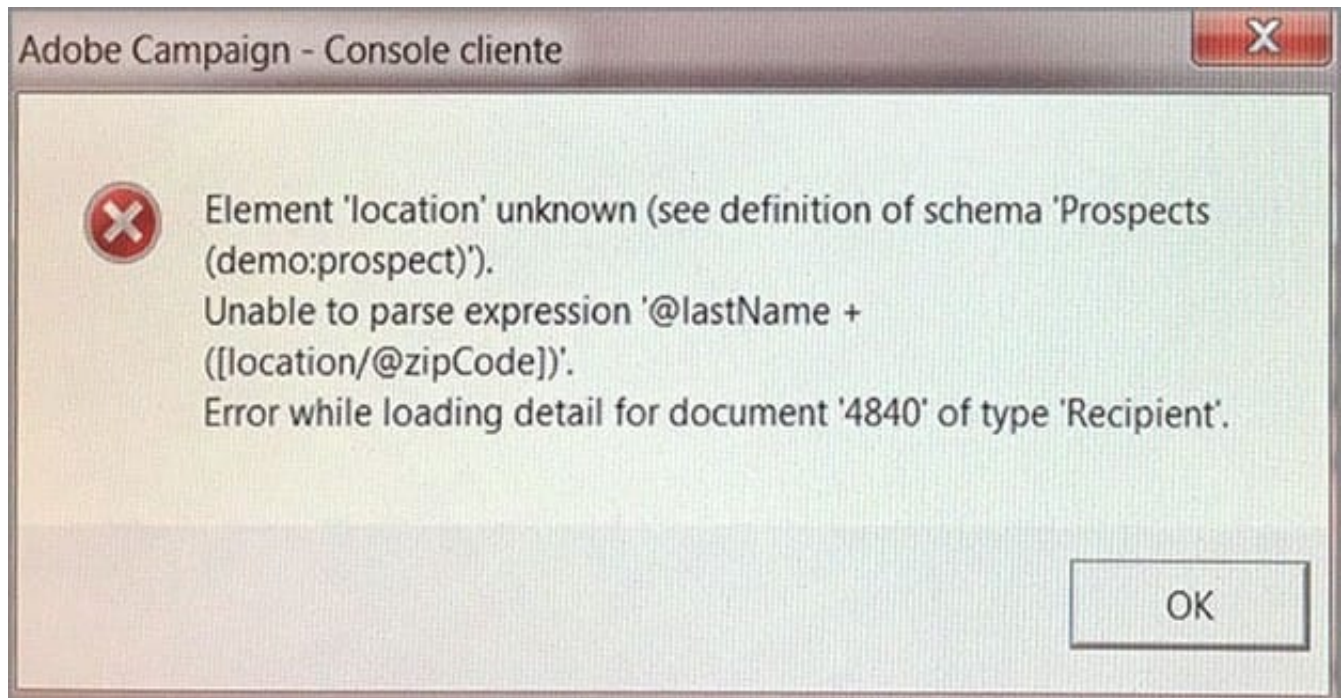 Adobe Campaign - Console cliente
Element 'location' unknown (see definition of schema 'Prospects
(demo:prospect)').
Unable to parse expression '@lastName +
([location/@zipCode])'.
Error while loading detail for document '4840' of type 'Recipient'.
OK